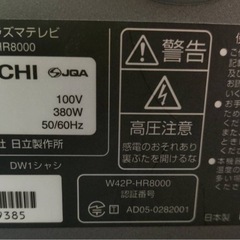 ラズマテレビ
HR8000
CHI
JQA
100V
380W
50/60Hz
社 日立製作所
DW1シャシ
9385
警告
高圧注意
感電のおそれあり
裏ぶたを開けるな
W42P-HR8000
認証番号
AD05-0282001
日本製